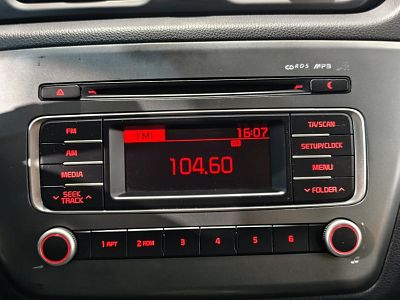 CD RDS MP3
FM
AM
MEDIA
SEEK
TRACK
FM1
16:07
104.60
TA/SCAN
SETUP/CLOCK
MENU
FOLDER
1 RPT
2 RDM
3
4
5
6